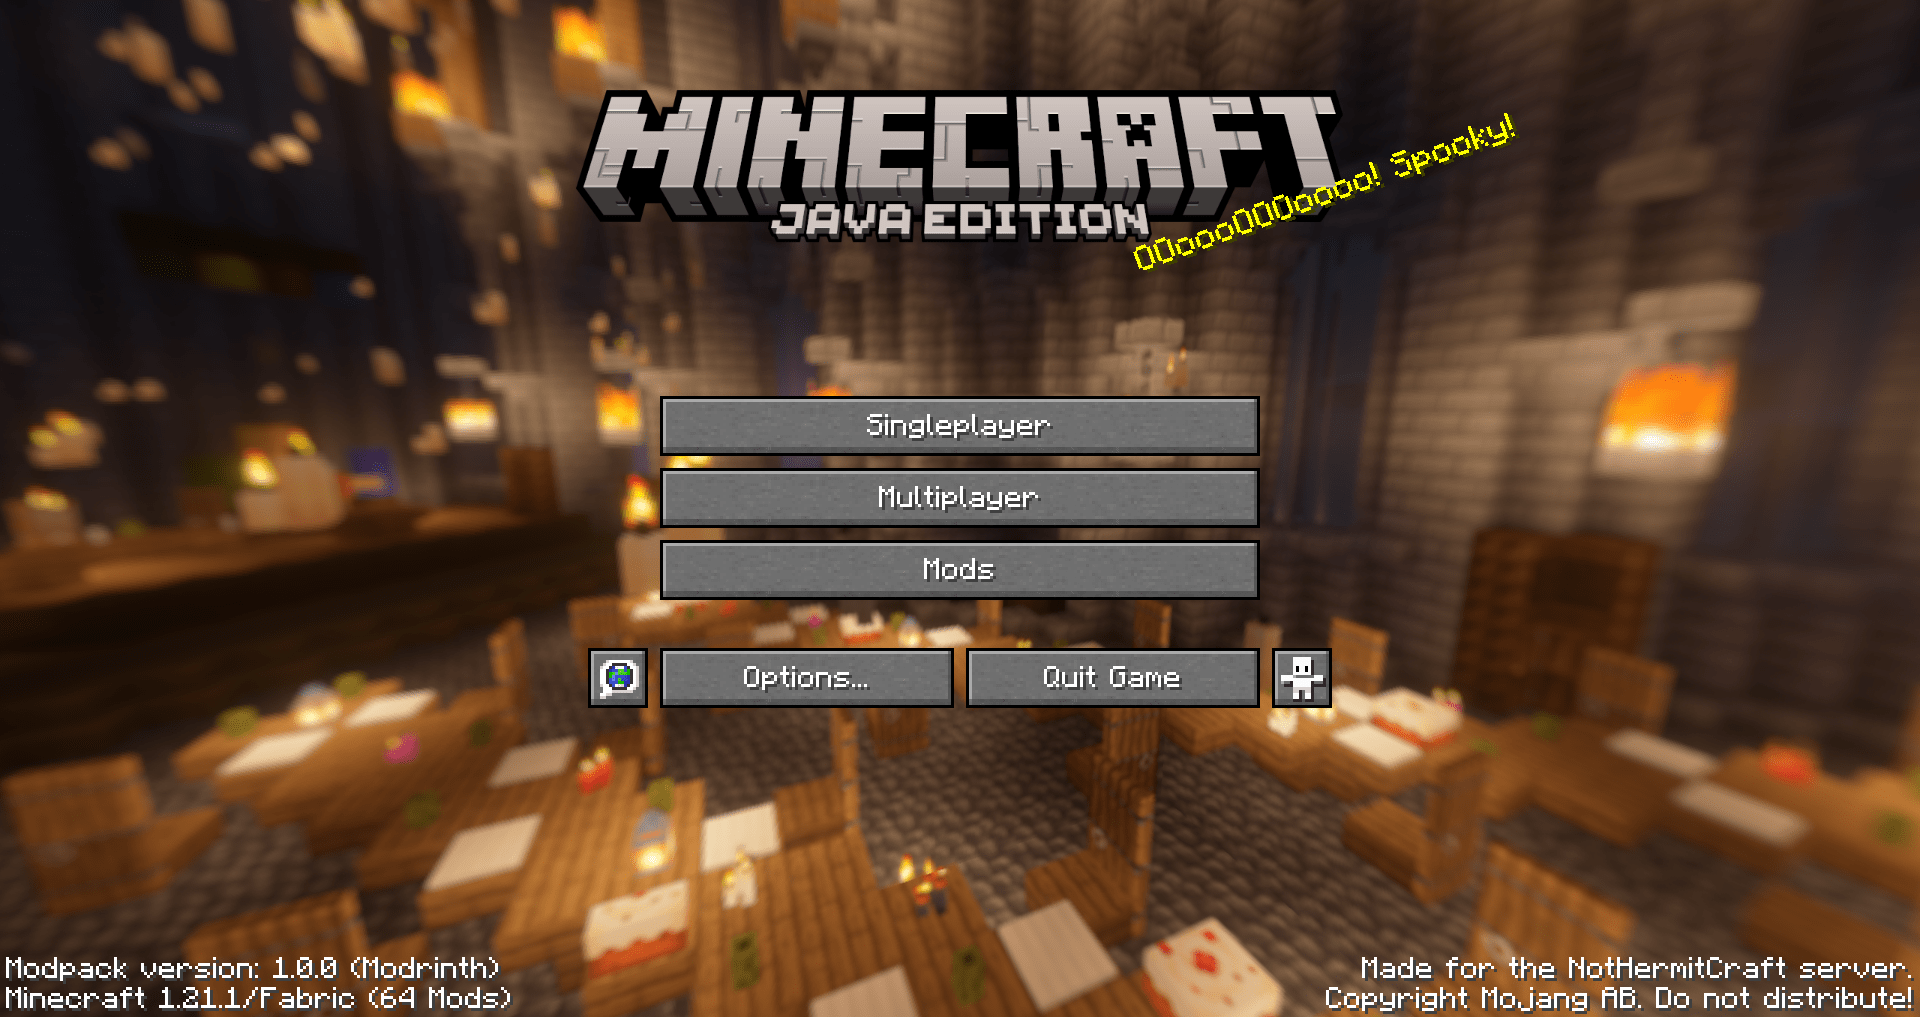 MINECRAFT
JAVA EDITION
OOoooOOOoooo! Spooky!
Singleplayer
Multiplayer
Mods
Options...
Quit Game
Modpack version: 1.0.0 (Modrinth)
Minecraft 1.21.1/Fabric (64 Mods)
Made for the NotHermitCraft server.
Copyright Mojang AB. Do not distribute!